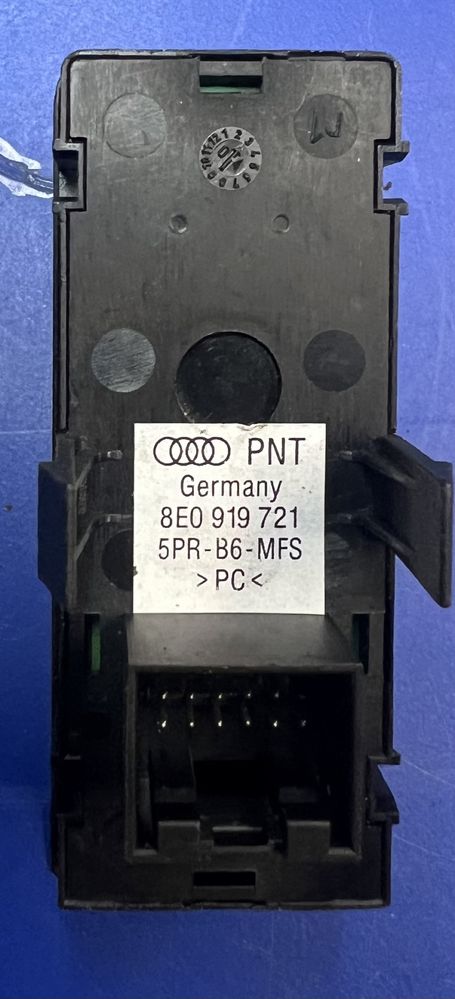 PNT
Germany
8E0 919 721
5PR-B6-MFS
>PC<